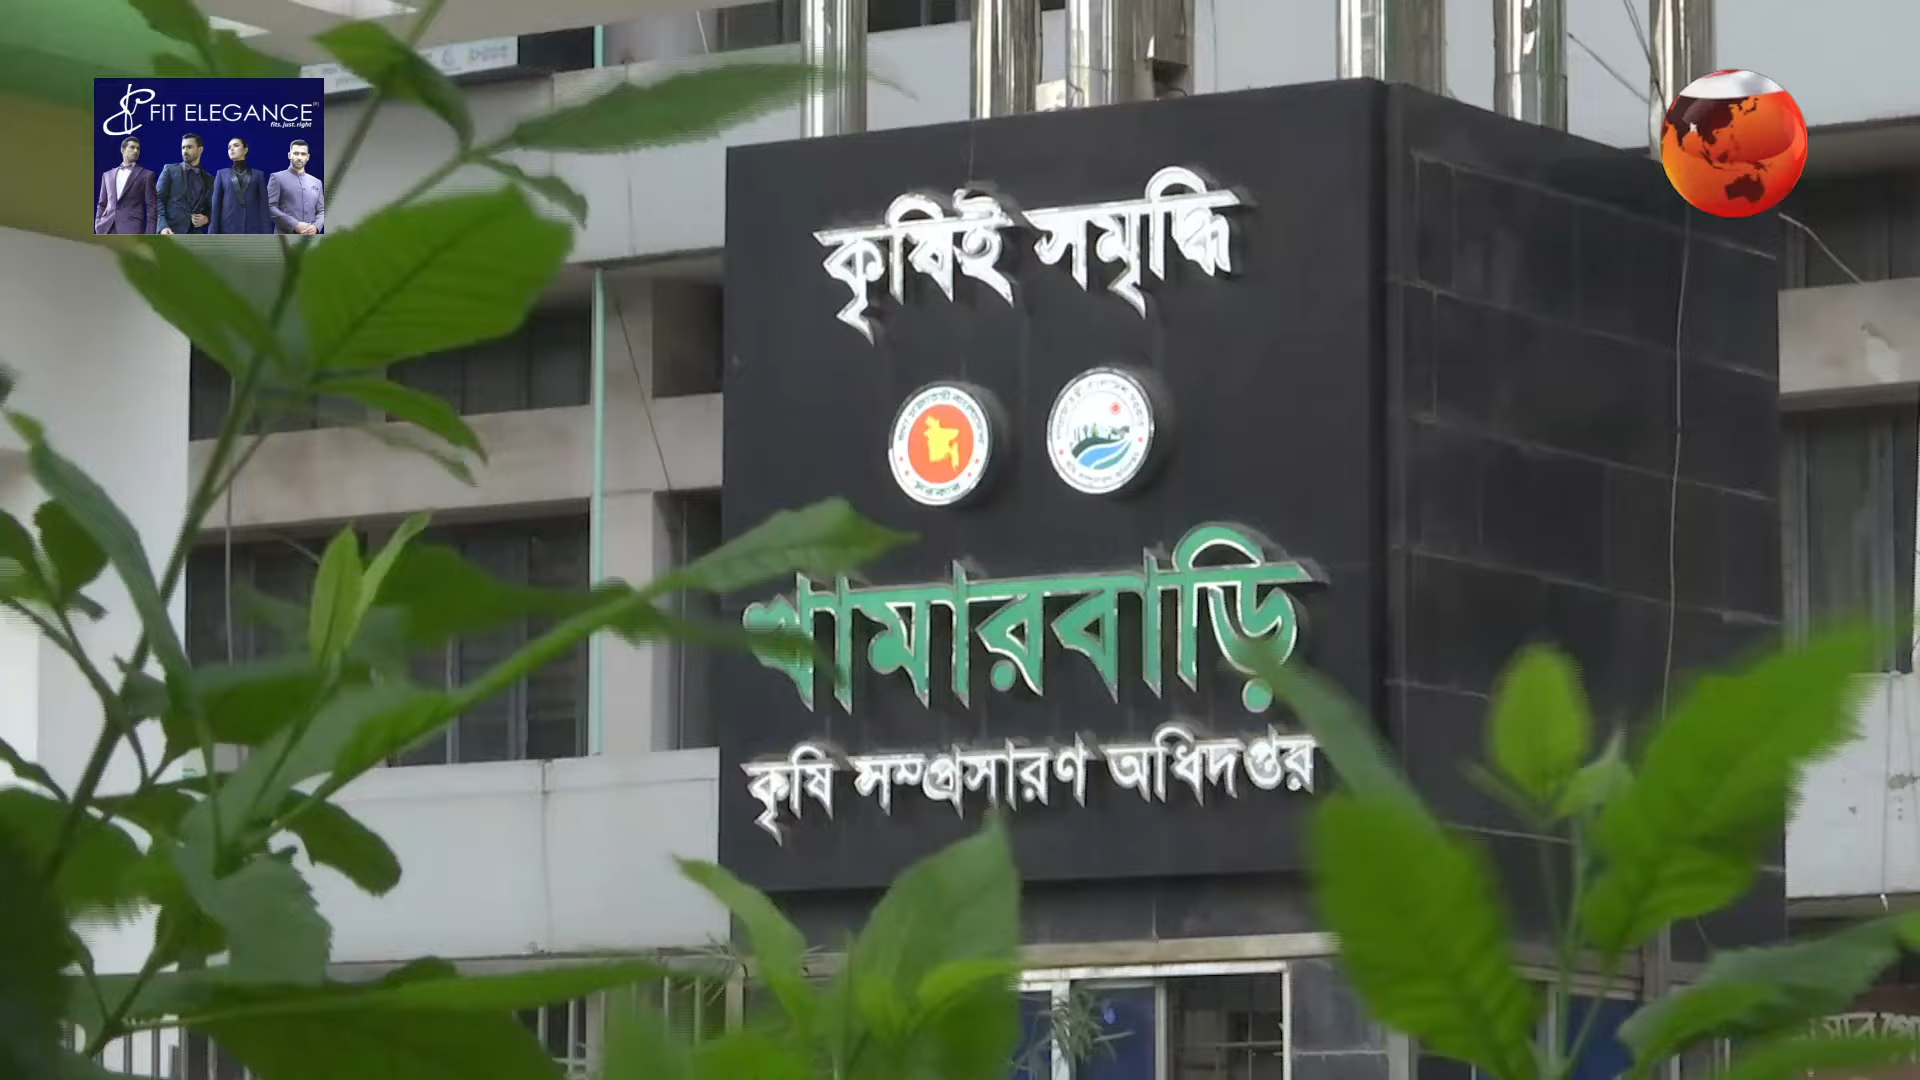 FIT ELEGANCE
fits.just.right
কৃষিই সমৃদ্ধি
খামারবাড়ি
কৃষি সম্প্রসারণ অধিদপ্তর